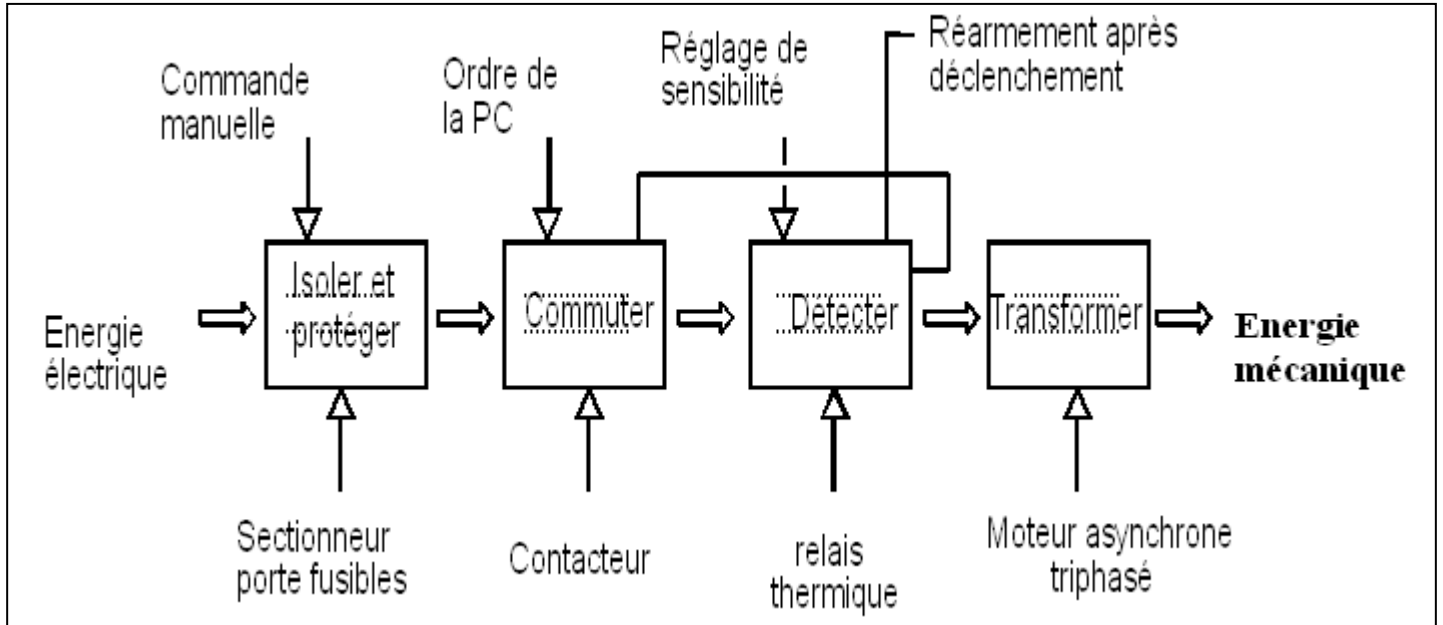 Commande
manuelle
Ordre de
la PC
Réglage de
sensibilité
Réarmement après
déclenchement
Energie
électrique
Isoler et
protéger
Commuter
Détecter
Transformer
Energie
mécanique
Sectionneur
porte fusibles
Contacteur
relais
thermique
Moteur asynchrone
triphasé